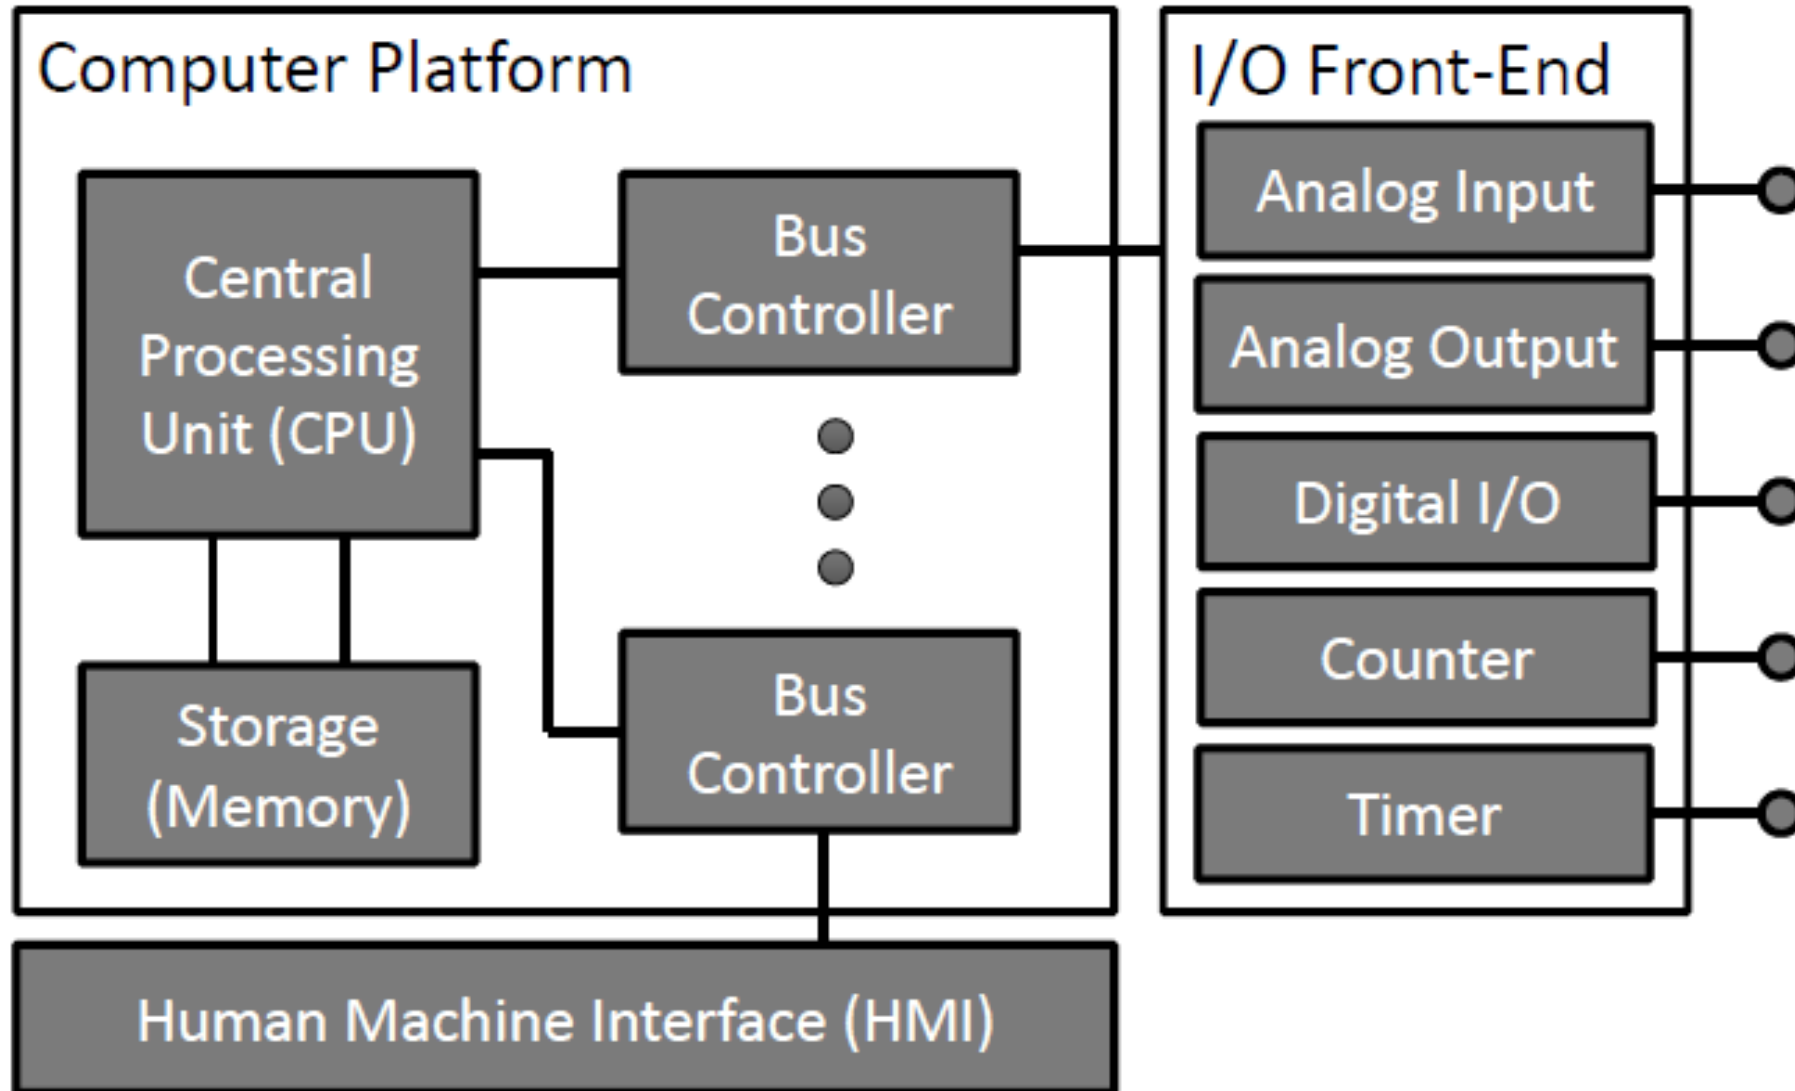 Computer Platform
Central
Processing
Unit (CPU)
Bus
Controller
Storage
(Memory)
Bus
Controller
Human Machine Interface (HMI)
I/O Front-End
Analog Input
Analog Output
Digital I/O
Counter
Timer